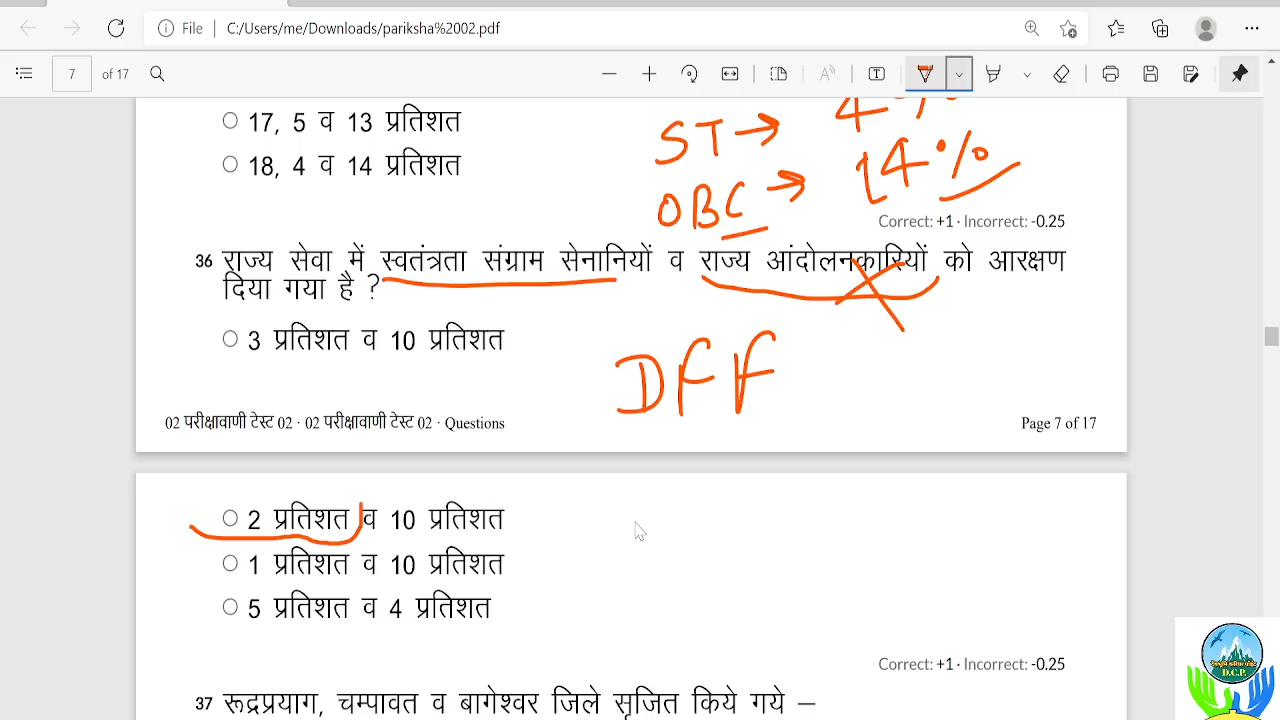 File
C:/Users/me/Downloads/pariksha%2002.pdf
7
of 17
17, 5 व 13 प्रतिशत
18, 4 व 14 प्रतिशत
ST → 4%
OBC → 14%
Correct: +1 · Incorrect: -0.25
36 राज्य सेवा में स्वतंत्रता संग्राम सेनानियों व राज्य आंदोलनकारियों को आरक्षण
दिया गया है ?
3 प्रतिशत व 10 प्रतिशत
DFF
02 परीक्षावाणी टेस्ट 02 · 02 परीक्षावाणी टेस्ट 02 · Questions
Page 7 of 17
2 प्रतिशत व 10 प्रतिशत
1 प्रतिशत व 10 प्रतिशत
5 प्रतिशत व 4 प्रतिशत
Correct: +1 · Incorrect: -0.25
D.C.P.
37 रूद्रप्रयाग, चम्पावत व बागेश्वर जिले सृजित किये गये –